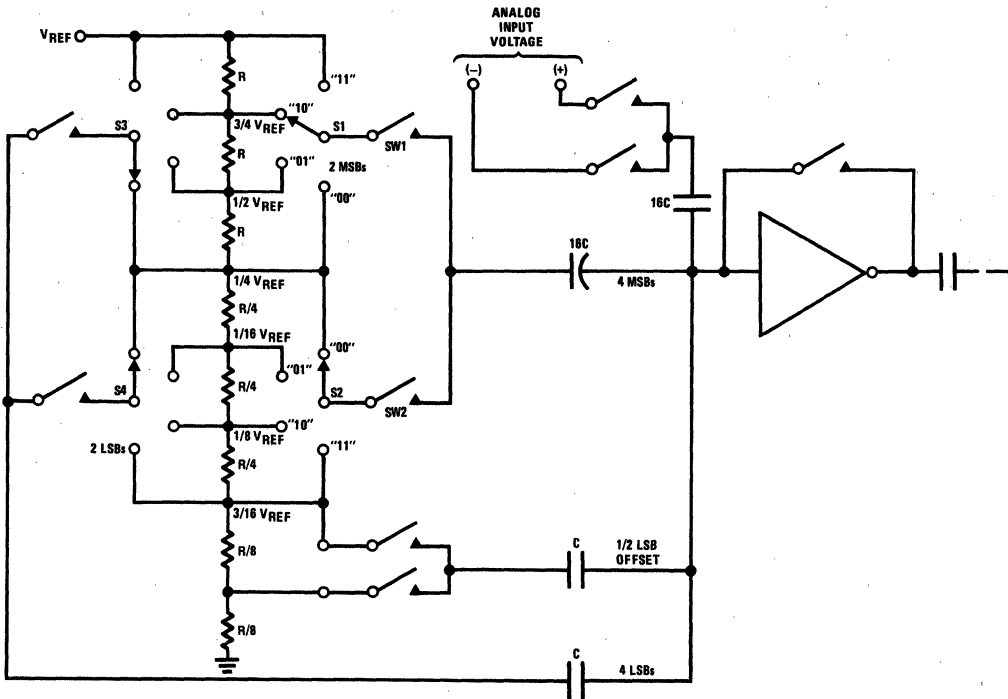 ANALOG
INPUT
VOLTAGE
(−) (+)
VREF
R
"11"
"10"
3/4 VREF
S3
S1
SW1
R
"01"
2 MSBs
1/2 VREF
"00"
R
16C
16C
4 MSBs
1/4 VREF
R/4
1/16 VREF
"00"
"01"
S4
R/4
S2
SW2
1/8 VREF
"10"
2 LSBs
R/4
"11"
3/16 VREF
R/8
C
1/2 LSB
OFFSET
R/8
C
4 LSBs